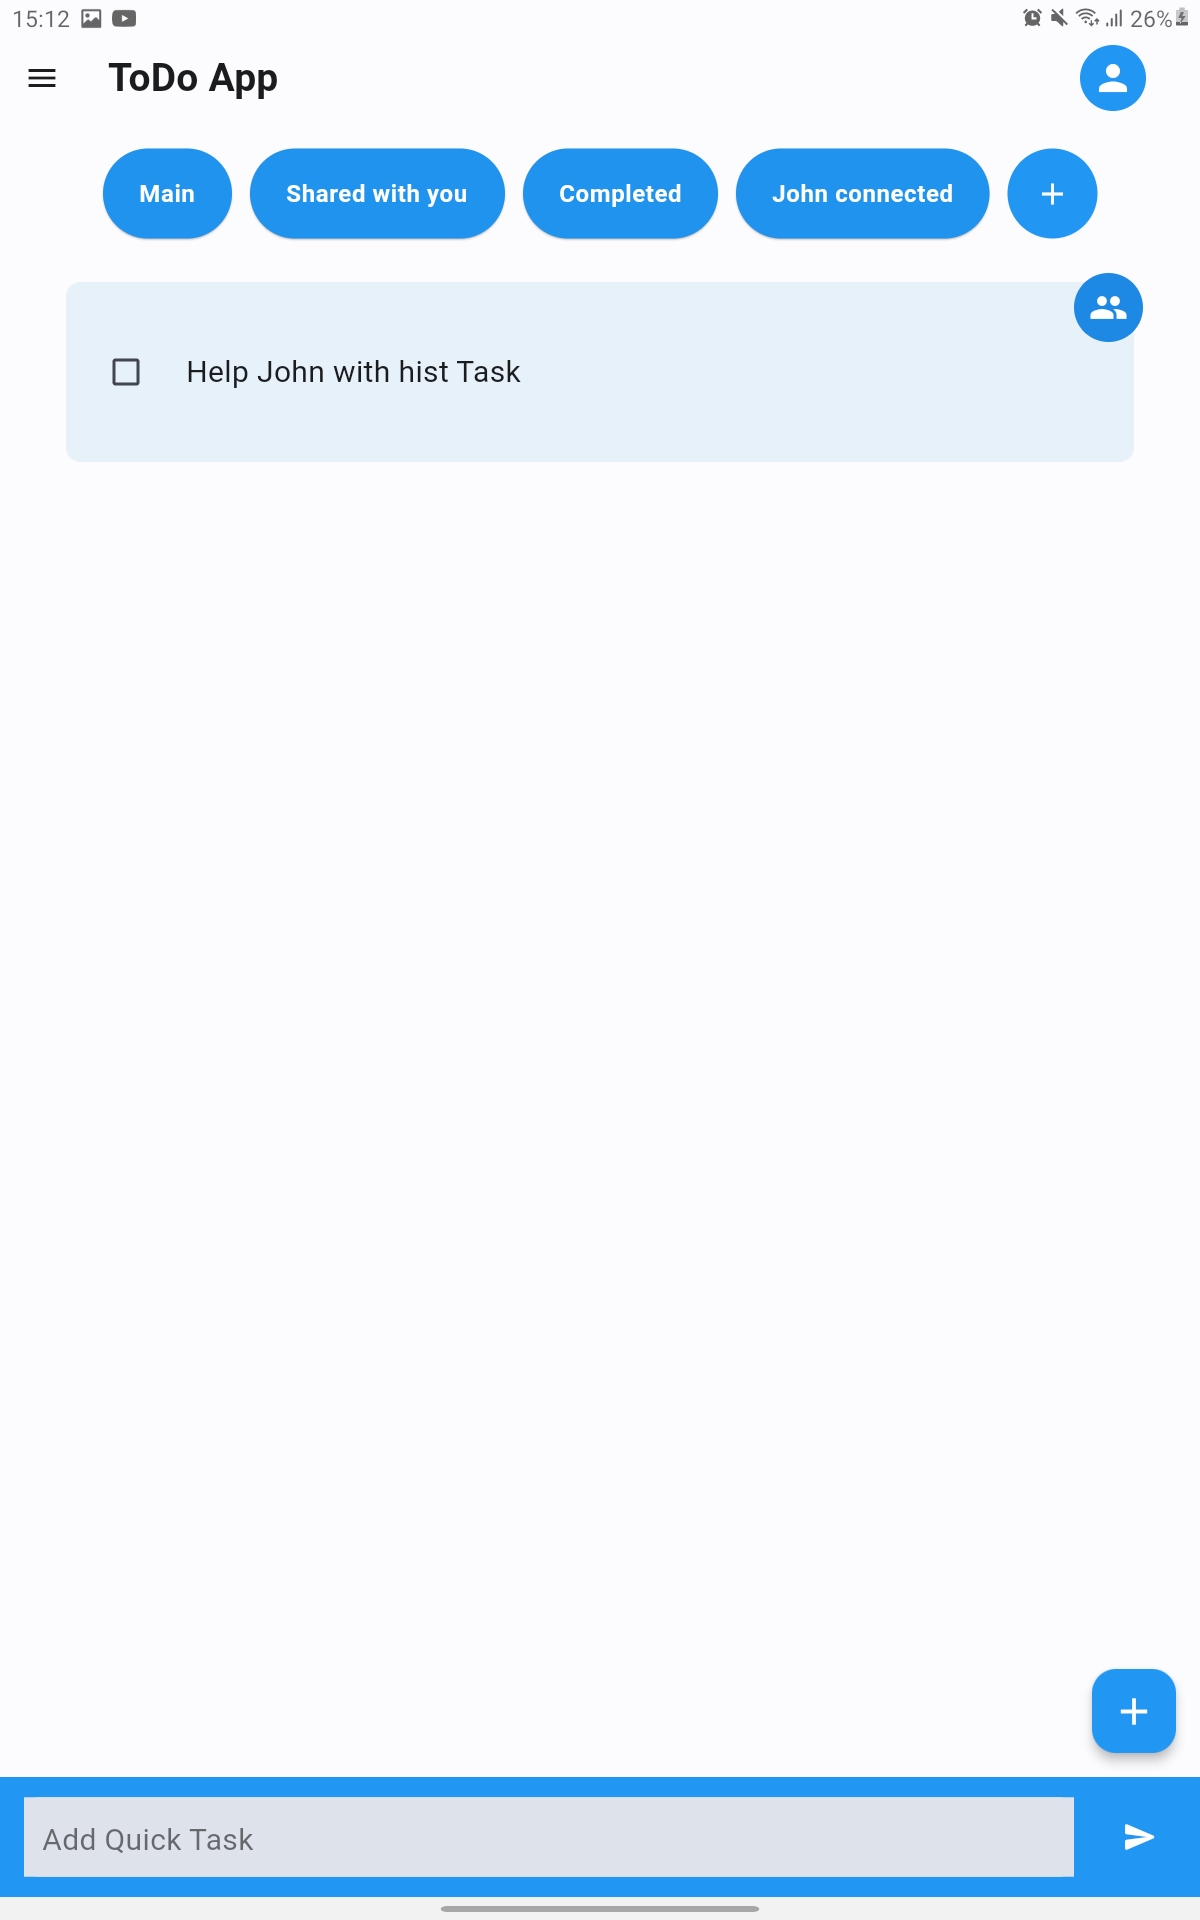 15:12 26%
ToDo App
Main Shared with you Completed John connected
Help John with hist Task
Add Quick Task